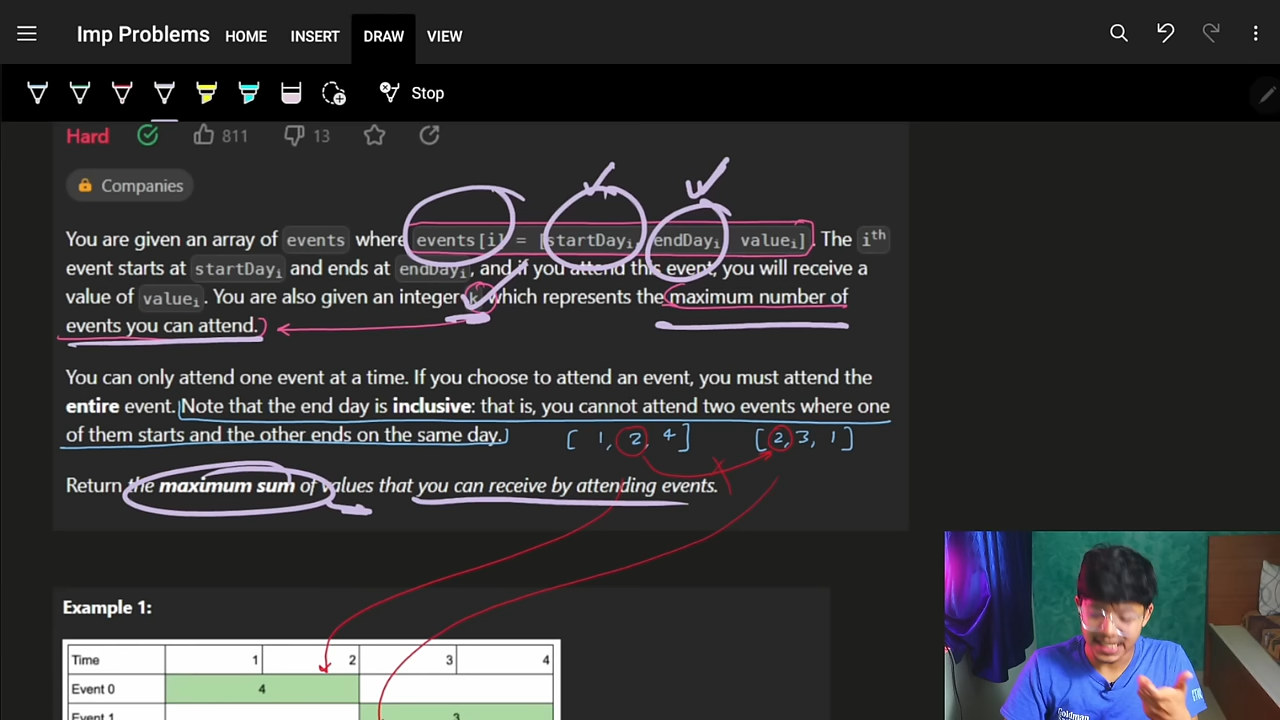 Imp Problems HOME INSERT DRAW VIEW
Stop
Hard 811 13
Companies
You are given an array of events where events[i] = [startDayi, endDayi, valuei]. The ith
event starts at startDayi and ends at endDayi, and if you attend this event, you will receive a
value of valuei. You are also given an integer k which represents the maximum number of
events you can attend.
You can only attend one event at a time. If you choose to attend an event, you must attend the
entire event. Note that the end day is inclusive: that is, you cannot attend two events where one
of them starts and the other ends on the same day.
[ 1, 2, 4 ] [ 2, 3, 1 ]
Return the maximum sum of values that you can receive by attending events.
Example 1:
Time 1 2 3 4
Event 0 4
Event 1 3
Goldman